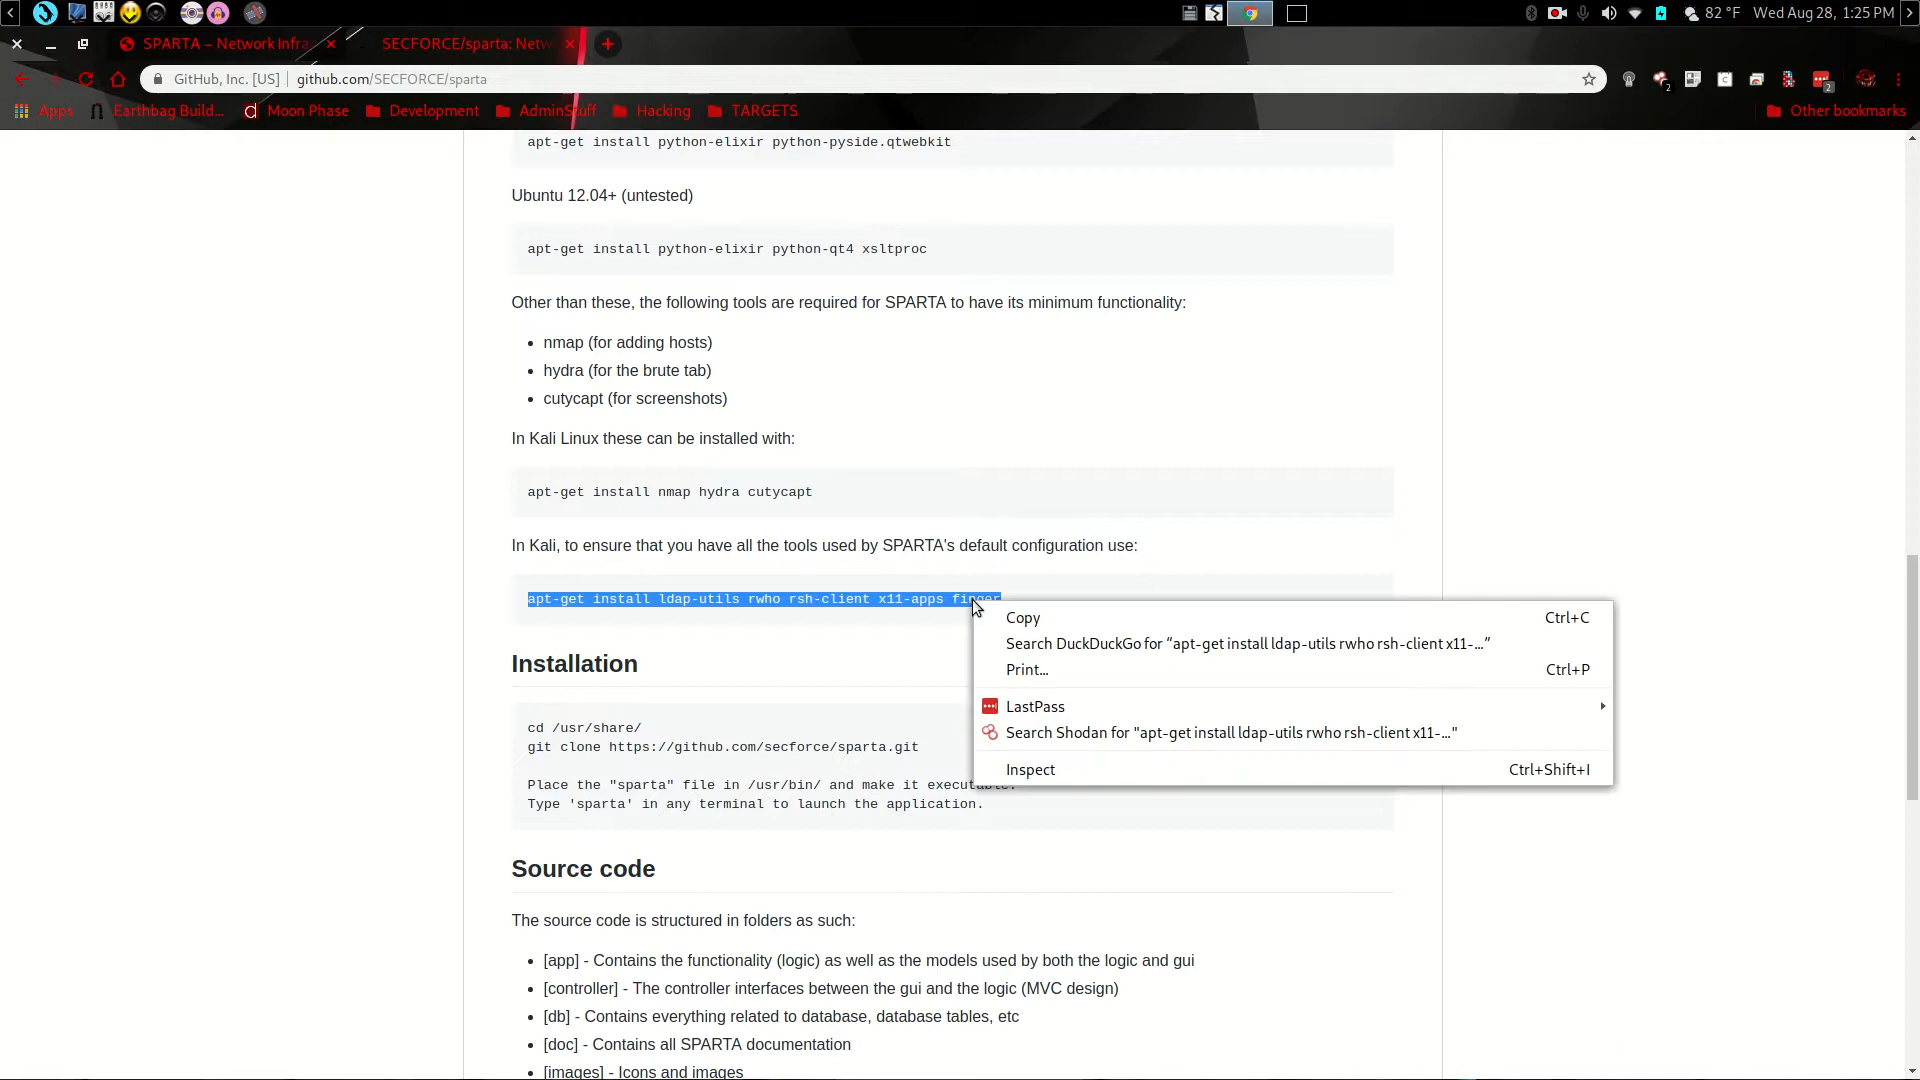 82 °F
Wed Aug 28, 1:25 PM
SPARTA – Network Infra
SECFORCE/sparta: Netw
GitHub, Inc. [US]
github.com/SECFORCE/sparta
2
2
Apps
Earthbag Build...
Moon Phase
Development
AdminStuff
Hacking
TARGETS
Other bookmarks
apt-get install python-elixir python-pyside.qtwebkit
Ubuntu 12.04+ (untested)
apt-get install python-elixir python-qt4 xsltproc
Other than these, the following tools are required for SPARTA to have its minimum functionality:
nmap (for adding hosts)
hydra (for the brute tab)
cutycapt (for screenshots)
In Kali Linux these can be installed with:
apt-get install nmap hydra cutycapt
In Kali, to ensure that you have all the tools used by SPARTA's default configuration use:
apt-get install ldap-utils rwho rsh-client x11-apps finger
Copy Ctrl+C
Search DuckDuckGo for “apt-get install ldap-utils rwho rsh-client x11-...”
Print... Ctrl+P
LastPass
Search Shodan for "apt-get install ldap-utils rwho rsh-client x11-..."
Inspect Ctrl+Shift+I
Installation
cd /usr/share/
git clone https://github.com/secforce/sparta.git
Place the "sparta" file in /usr/bin/ and make it executable.
Type 'sparta' in any terminal to launch the application.
Source code
The source code is structured in folders as such:
[app] - Contains the functionality (logic) as well as the models used by both the logic and gui
[controller] - The controller interfaces between the gui and the logic (MVC design)
[db] - Contains everything related to database, database tables, etc
[doc] - Contains all SPARTA documentation
[images] - Icons and images